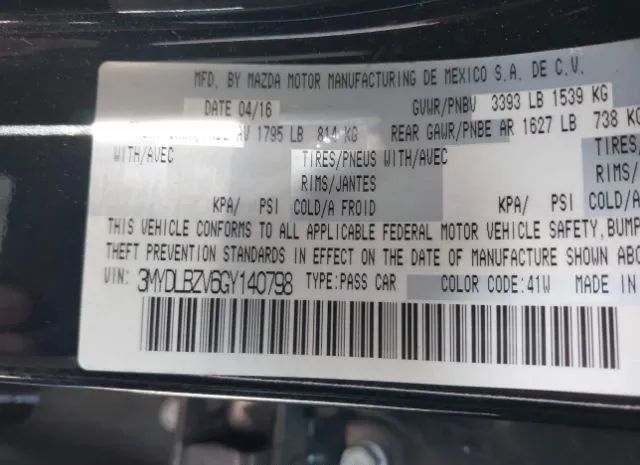 MFD. BY MAZDA MOTOR MANUFACTURING DE MEXICO S.A. DE C.V.
DATE 04/16 GVWR/PNBV 3393 LB 1539 KG
AV 1795 LB 814 KG REAR GAWR/PNBE AR 1627 LB 738 KG
WITH/AVEC TIRES/PNEUS WITH/AVEC TIRES/
RIMS/JANTES RIMS/
KPA/ PSI COLD/A FROID KPA/ PSI COLD/A
THIS VEHICLE CONFORMS TO ALL APPLICABLE FEDERAL MOTOR VEHICLE SAFETY, BUMP
THEFT PREVENTION STANDARDS IN EFFECT ON THE DATE OF MANUFACTURE SHOWN ABO
VIN: 3MYDLBZV6GY140798 TYPE:PASS CAR COLOR CODE:41W MADE IN